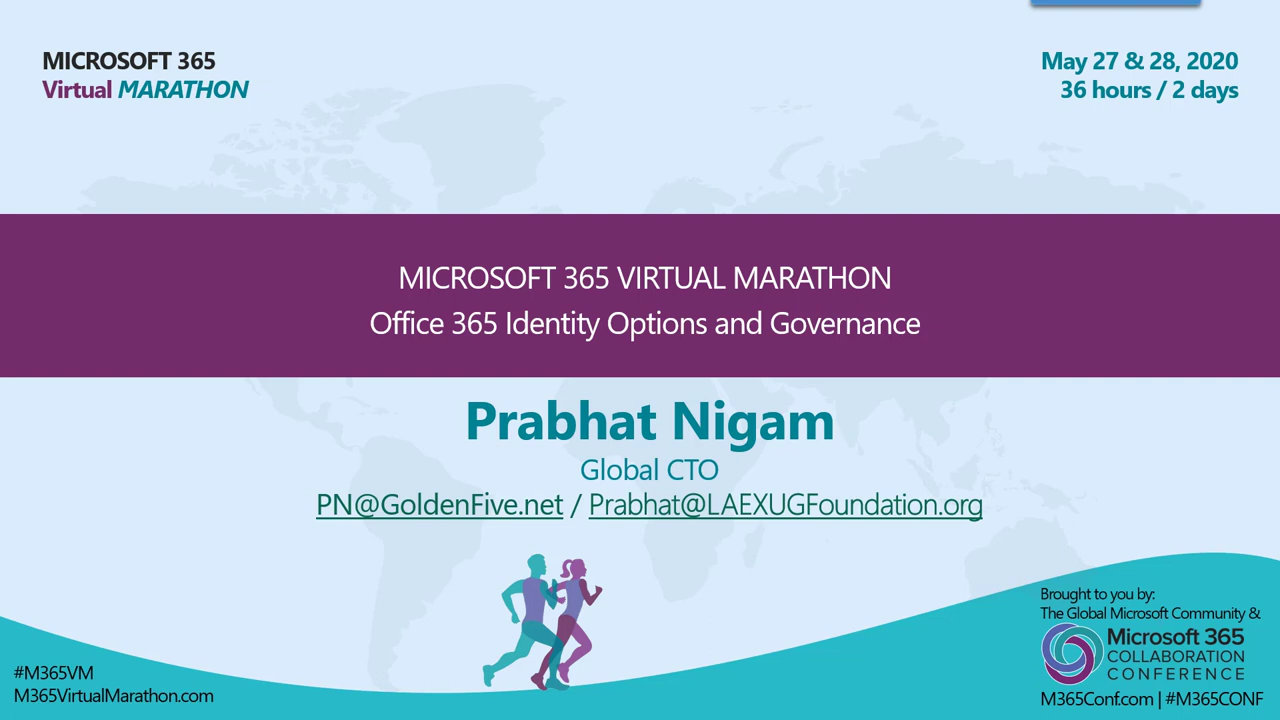 MICROSOFT 365
Virtual MARATHON
May 27 & 28, 2020
36 hours / 2 days
MICROSOFT 365 VIRTUAL MARATHON
Office 365 Identity Options and Governance
Prabhat Nigam
Global CTO
PN@GoldenFive.net / Prabhat@LAEXUGFoundation.org
#M365VM
M365VirtualMarathon.com
Brought to you by:
The Global Microsoft Community &
Microsoft 365
COLLABORATION
CONFERENCE
M365Conf.com | #M365CONF